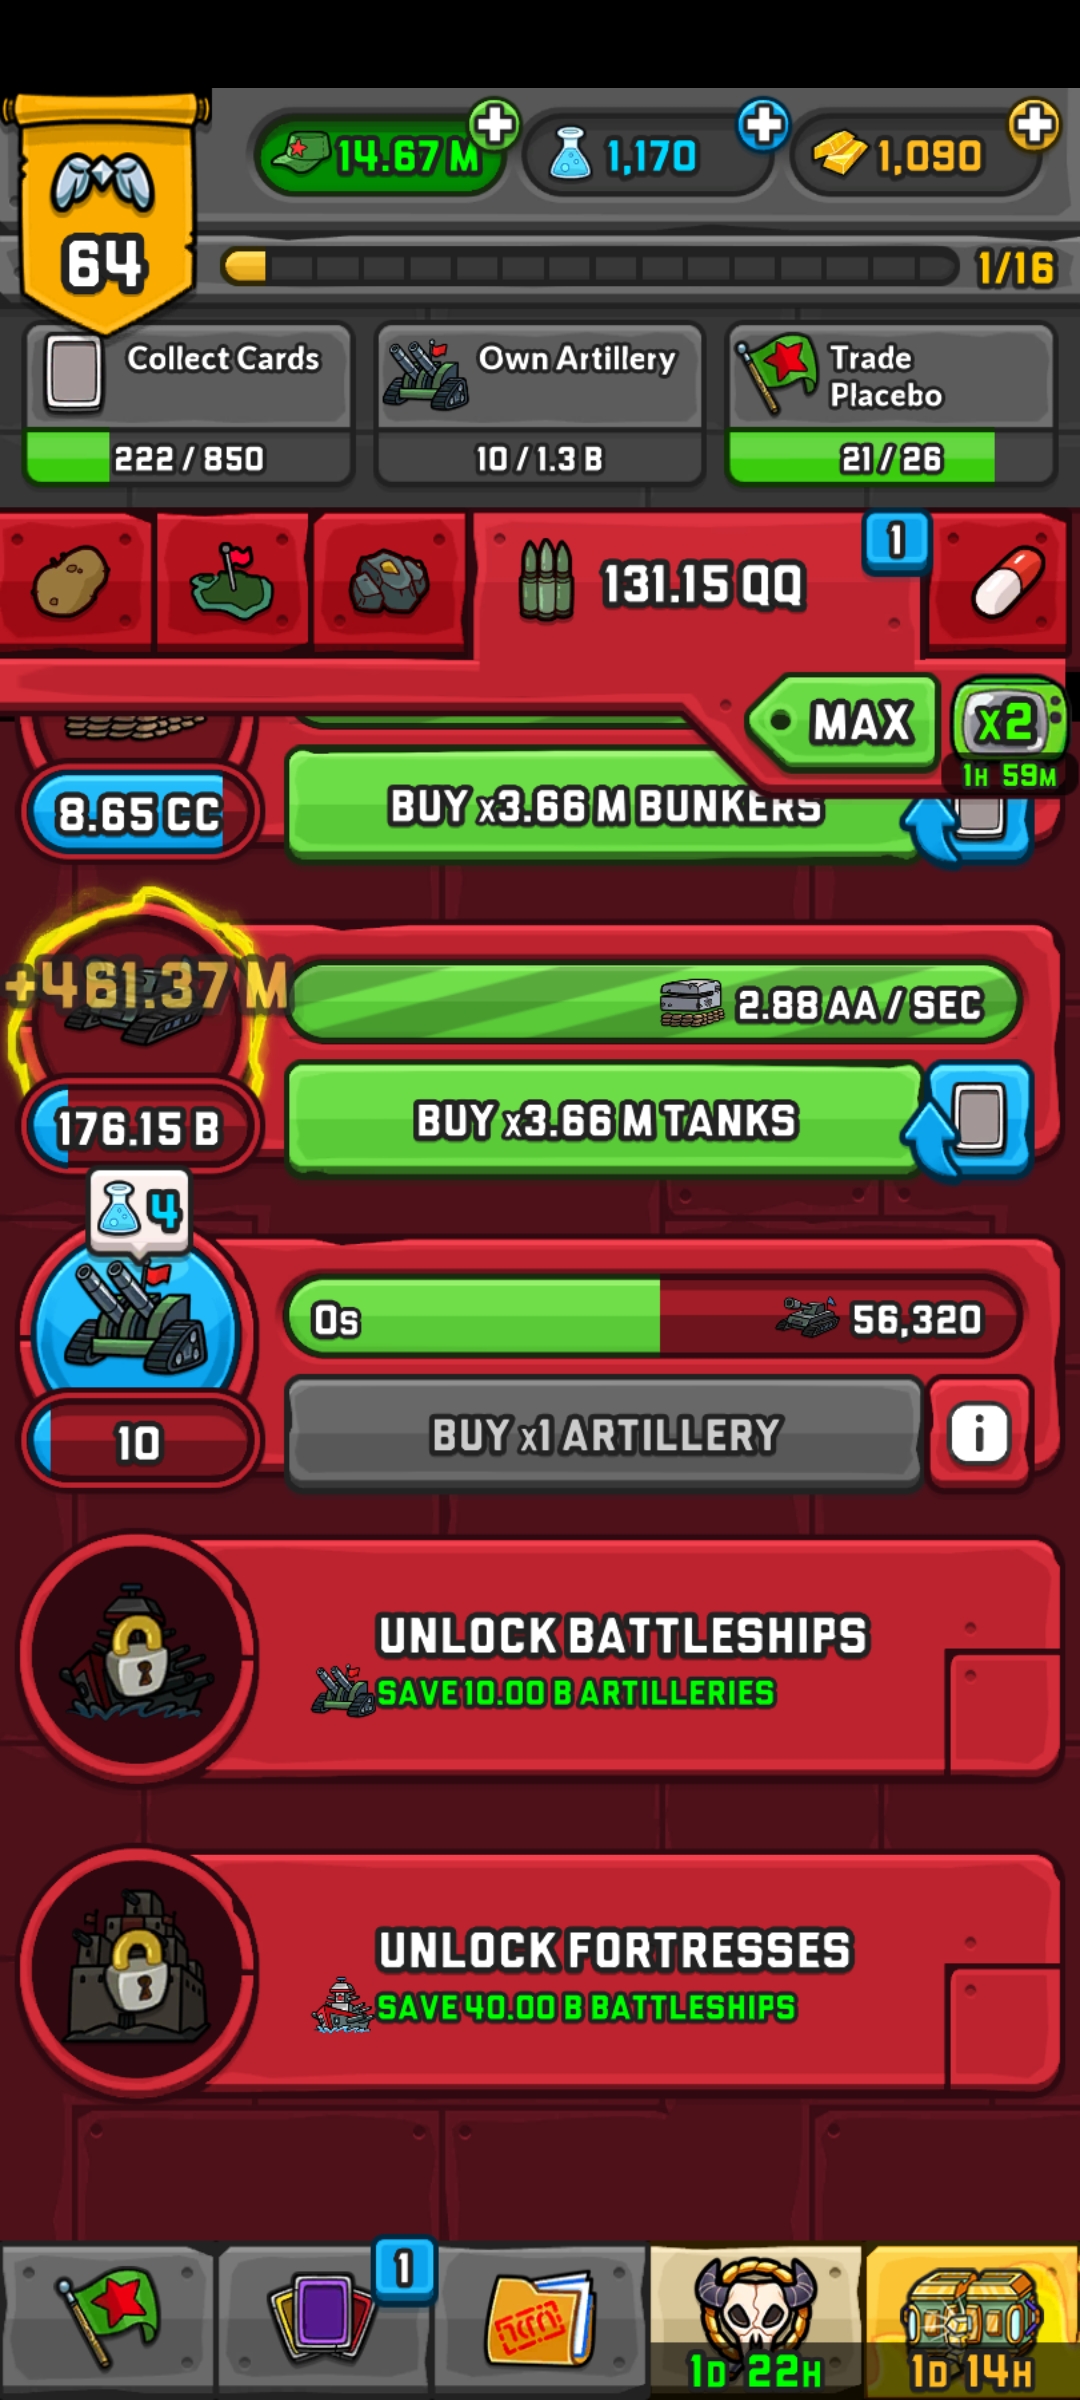 14.67 M
1,170
1,090
64
1/16
Collect Cards
Own Artillery
Trade
Placebo
222 / 850
10 / 1.3 B
21 / 26
131.15 QQ
1
MAX
x2
1H 59M
8.65 CC
BUY x3.66 M BUNKERS
+461.37 M
2.88 AA / SEC
176.15 B
BUY x3.66 M TANKS
4
0s
56,320
10
BUY x1 ARTILLERY
i
UNLOCK BATTLESHIPS
SAVE 10.00 B ARTILLERIES
UNLOCK FORTRESSES
SAVE 40.00 B BATTLESHIPS
1
1D 22H
1D 14H